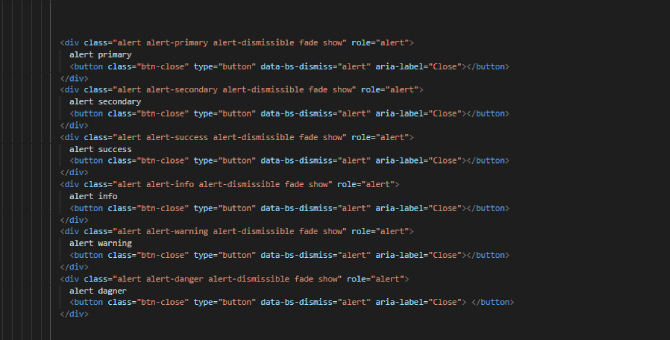 <div class="alert alert-primary alert-dismissible fade show" role="alert">
alert primary
<button class="btn-close" type="button" data-bs-dismiss="alert" aria-label="Close"></button>
</div>
<div class="alert alert-secondary alert-dismissible fade show" role="alert">
alert secondary
<button class="btn-close" type="button" data-bs-dismiss="alert" aria-label="Close"></button>
</div>
<div class="alert alert-success alert-dismissible fade show" role="alert">
alert success
<button class="btn-close" type="button" data-bs-dismiss="alert" aria-label="Close"></button>
</div>
<div class="alert alert-info alert-dismissible fade show" role="alert">
alert info
<button class="btn-close" type="button" data-bs-dismiss="alert" aria-label="Close"></button>
</div>
<div class="alert alert-warning alert-dismissible fade show" role="alert">
alert warning
<button class="btn-close" type="button" data-bs-dismiss="alert" aria-label="Close"></button>
</div>
<div class="alert alert-danger alert-dismissible fade show" role="alert">
alert dagner
<button class="btn-close" type="button" data-bs-dismiss="alert" aria-label="Close"> </button>
</div>